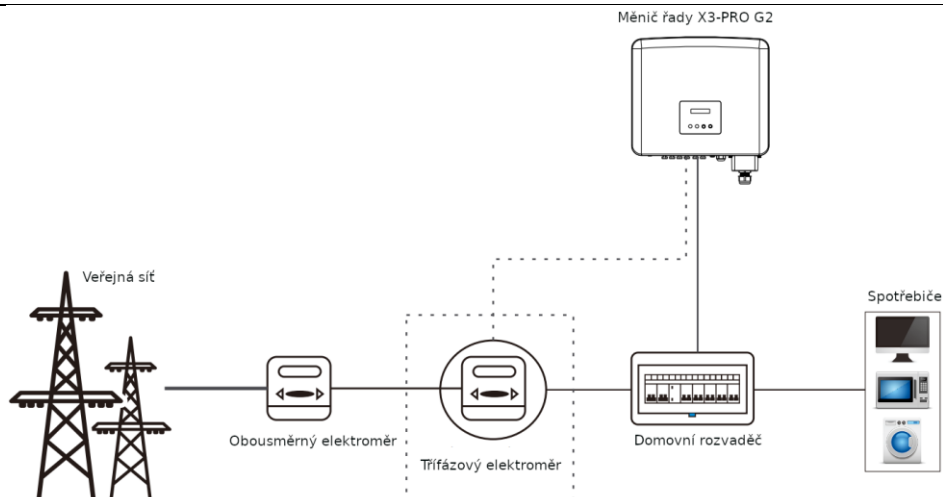 Měnič řady X3-PRO G2
Veřejná síť
Spotřebiče
Obousměrný elektroměr
Třífázový elektroměr
Domovní rozvaděč